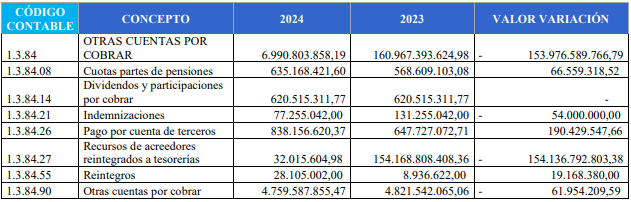 CÓDIGO CONTABLE CONCEPTO 2024 2023 VALOR VARIACIÓN
1.3.84 OTRAS CUENTAS POR COBRAR 6.990.803.858,19 160.967.393.624,98 - 153.976.589.766,79
1.3.84.08 Cuotas partes de pensiones 635.168.421,60 568.609.103,08 66.559.318,52
1.3.84.14 Dividendos y participaciones por cobrar 620.515.311,77 620.515.311,77 -
1.3.84.21 Indemnizaciones 77.255.042,00 131.255.042,00 - 54.000.000,00
1.3.84.26 Pago por cuenta de terceros 838.156.620,37 647.727.072,71 190.429.547,66
1.3.84.27 Recursos de acreedores reintegrados a tesorerías 32.015.604,98 154.168.808.408,36 - 154.136.792.803,38
1.3.84.55 Reintegros 28.105.002,00 8.936.622,00 19.168.380,00
1.3.84.90 Otras cuentas por cobrar 4.759.587.855,47 4.821.542.065,06 - 61.954.209,59